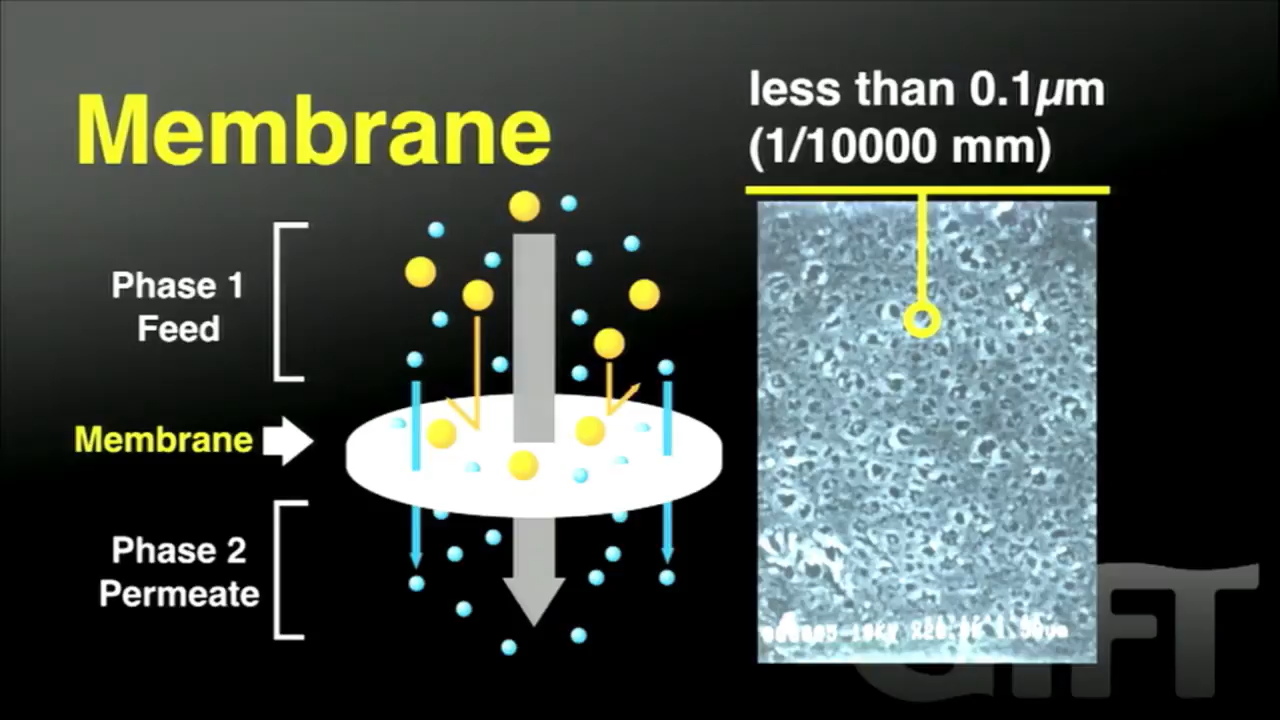 Membrane
less than 0.1μm
(1/10000 mm)
Phase 1
Feed
Membrane
Phase 2
Permeate